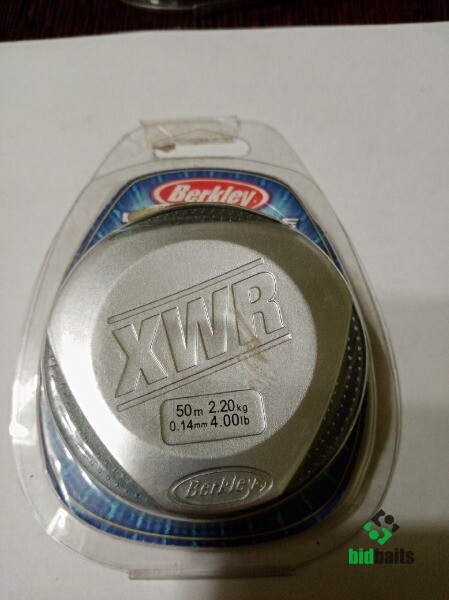 Berkley
XWR
50m 2.20kg
0.14mm 4.00lb
Berkley
bidbaits